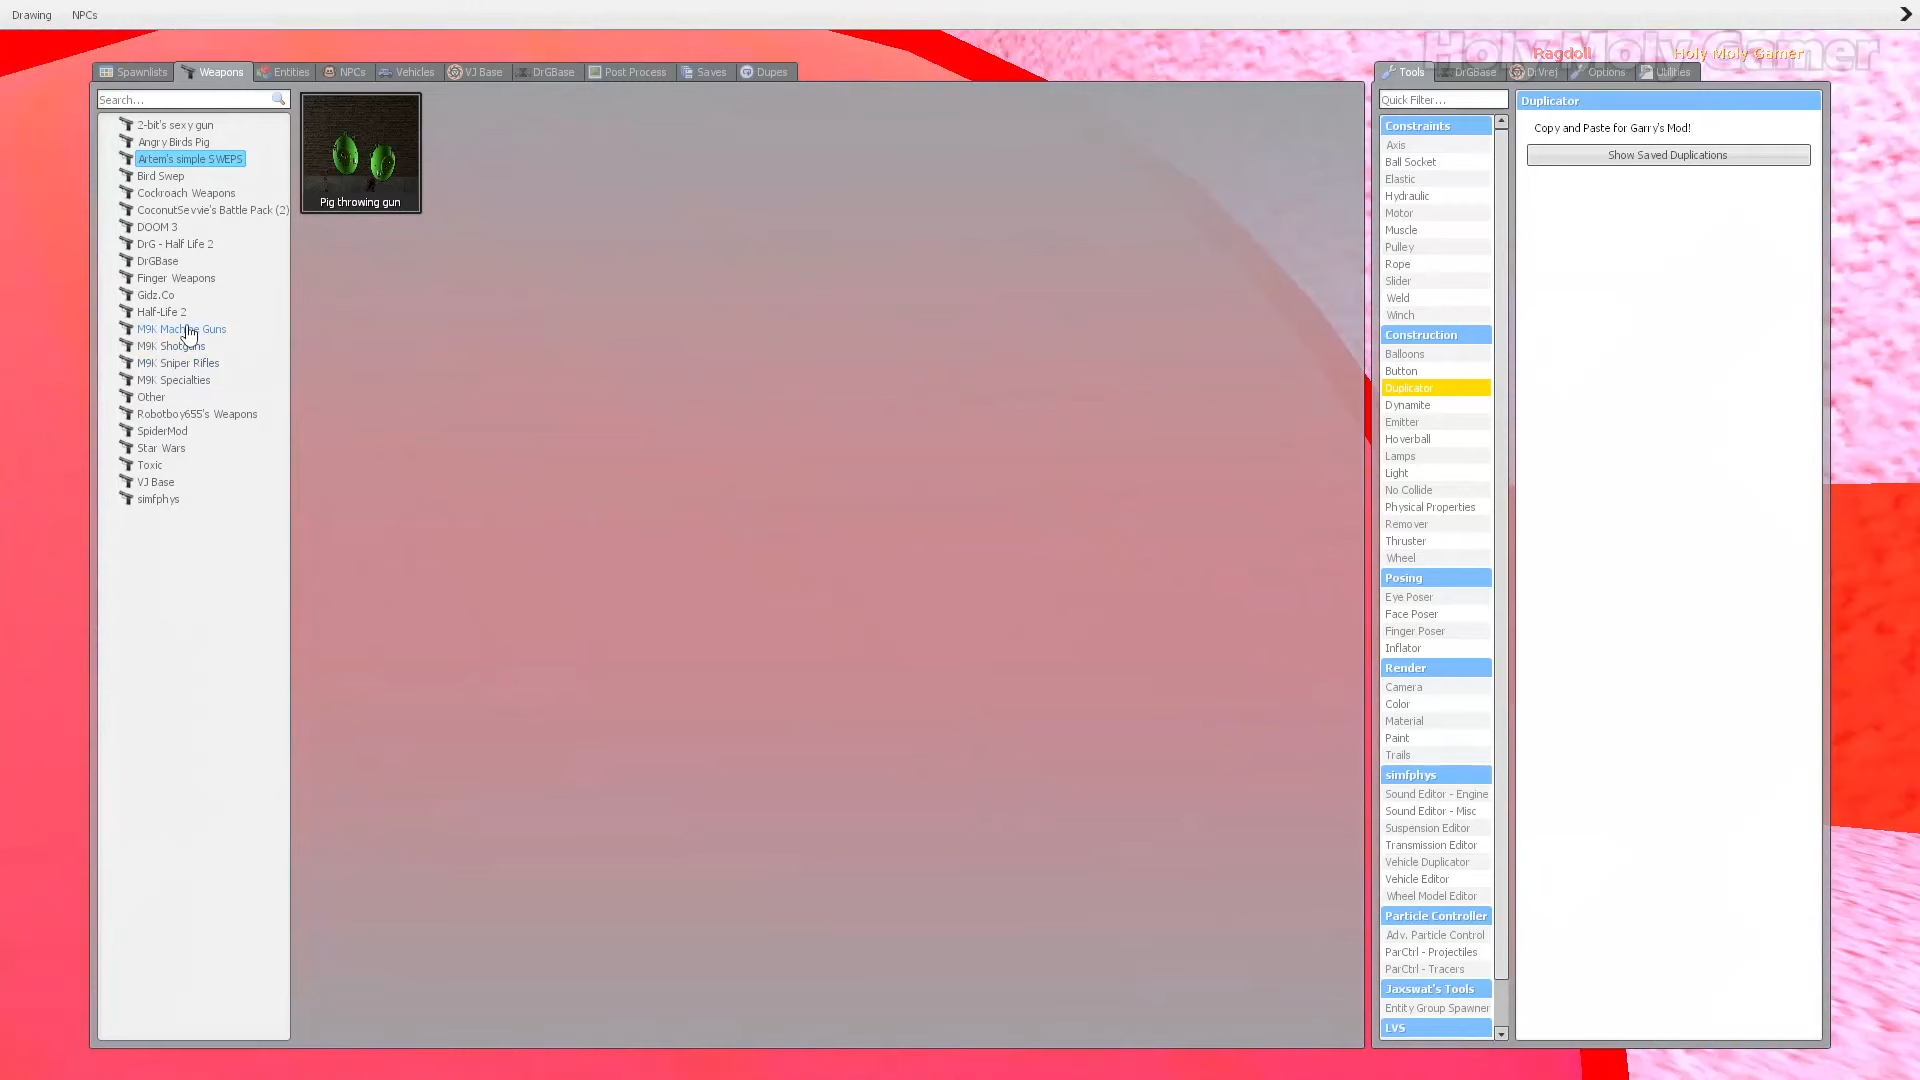 Drawing NPCs
Holy Moly Gamer
Ragdoll Holy Moly Gamer
Spawnlists Weapons Entities NPCs Vehicles VJ Base DrGBase Post Process Saves Dupes
Search...
2-bit's sexy gun
Angry Birds Pig
Artem's simple SWEPS
Bird Swep
Cockroach Weapons
CoconutSevvie's Battle Pack (2)
DOOM 3
DrG - Half Life 2
DrGBase
Finger Weapons
Gidz.Co
Half-Life 2
M9K Machine Guns
M9K Shotguns
M9K Sniper Rifles
M9K Specialties
Other
Robotboy655's Weapons
SpiderMod
Star Wars
Toxic
VJ Base
simfphys
Pig throwing gun
Tools DrGBase DrVrej Options Utilities
Quick Filter...
Constraints
Axis
Ball Socket
Elastic
Hydraulic
Motor
Muscle
Pulley
Rope
Slider
Weld
Winch
Construction
Balloons
Button
Duplicator
Dynamite
Emitter
Hoverball
Lamps
Light
No Collide
Physical Properties
Remover
Thruster
Wheel
Posing
Eye Poser
Face Poser
Finger Poser
Inflator
Render
Camera
Color
Material
Paint
Trails
simfphys
Sound Editor - Engine
Sound Editor - Misc
Suspension Editor
Transmission Editor
Vehicle Duplicator
Vehicle Editor
Wheel Model Editor
Particle Controller
Adv. Particle Control
ParCtrl - Projectiles
ParCtrl - Tracers
Jaxswat's Tools
Entity Group Spawner
LVS
Duplicator
Copy and Paste for Garry's Mod!
Show Saved Duplications